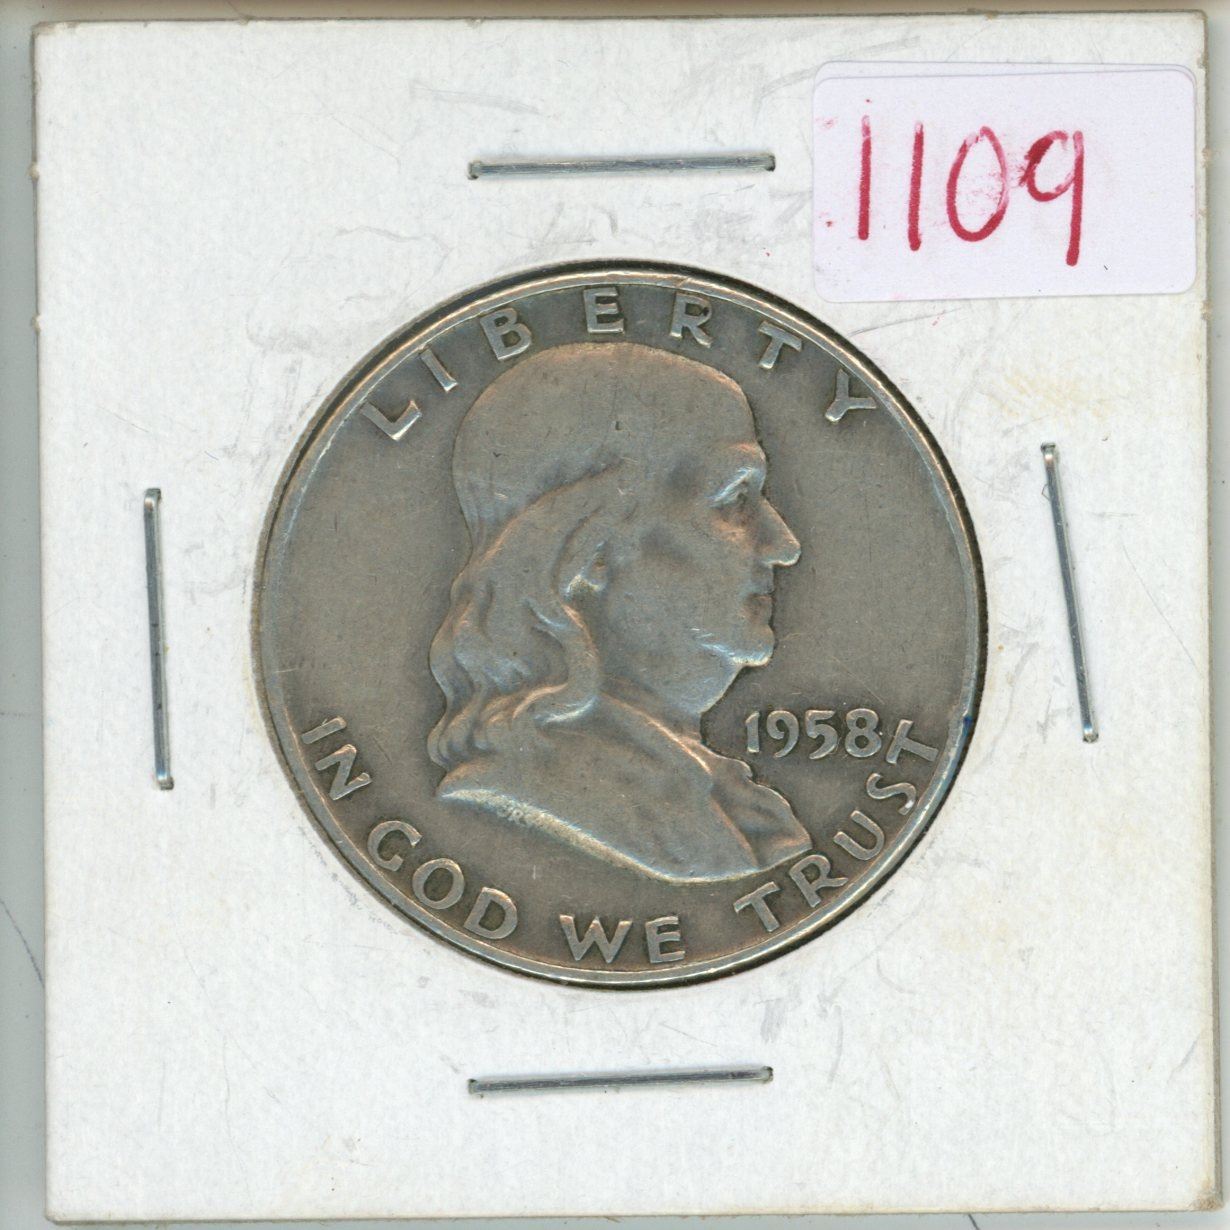 1109
LIBERTY
1958
IN GOD WE TRUST